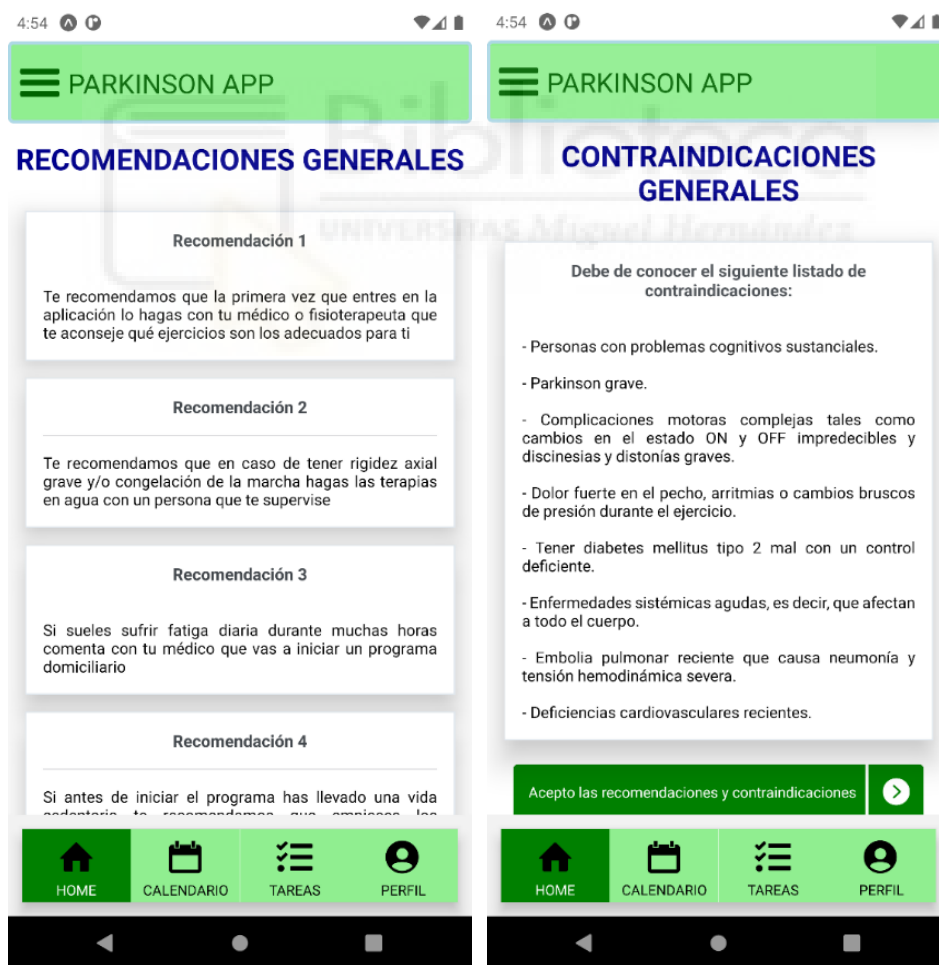 4:54
PARKINSON APP
RECOMENDACIONES GENERALES
Recomendación 1
Te recomendamos que la primera vez que entres en la
aplicación lo hagas con tu médico o fisioterapeuta que
te aconseje qué ejercicios son los adecuados para ti
Recomendación 2
Te recomendamos que en caso de tener rigidez axial
grave y/o congelación de la marcha hagas las terapias
en agua con un persona que te supervise
Recomendación 3
Si sueles sufrir fatiga diaria durante muchas horas
comenta con tu médico que vas a iniciar un programa
domiciliario
Recomendación 4
Si antes de iniciar el programa has llevado una vida
HOME CALENDARIO TAREAS PERFIL
4:54
PARKINSON APP
CONTRAINDICACIONES
GENERALES
Debe de conocer el siguiente listado de
contraindicaciones:
- Personas con problemas cognitivos sustanciales.
- Parkinson grave.
- Complicaciones motoras complejas tales como
cambios en el estado ON y OFF impredecibles y
discinesias y distonías graves.
- Dolor fuerte en el pecho, arritmias o cambios bruscos
de presión durante el ejercicio.
- Tener diabetes mellitus tipo 2 mal con un control
deficiente.
- Enfermedades sistémicas agudas, es decir, que afectan
a todo el cuerpo.
- Embolia pulmonar reciente que causa neumonía y
tensión hemodinámica severa.
- Deficiencias cardiovasculares recientes.
Acepto las recomendaciones y contraindicaciones
HOME CALENDARIO TAREAS PERFIL
Biblioteca
UNIVERSITAS Miguel Hernández